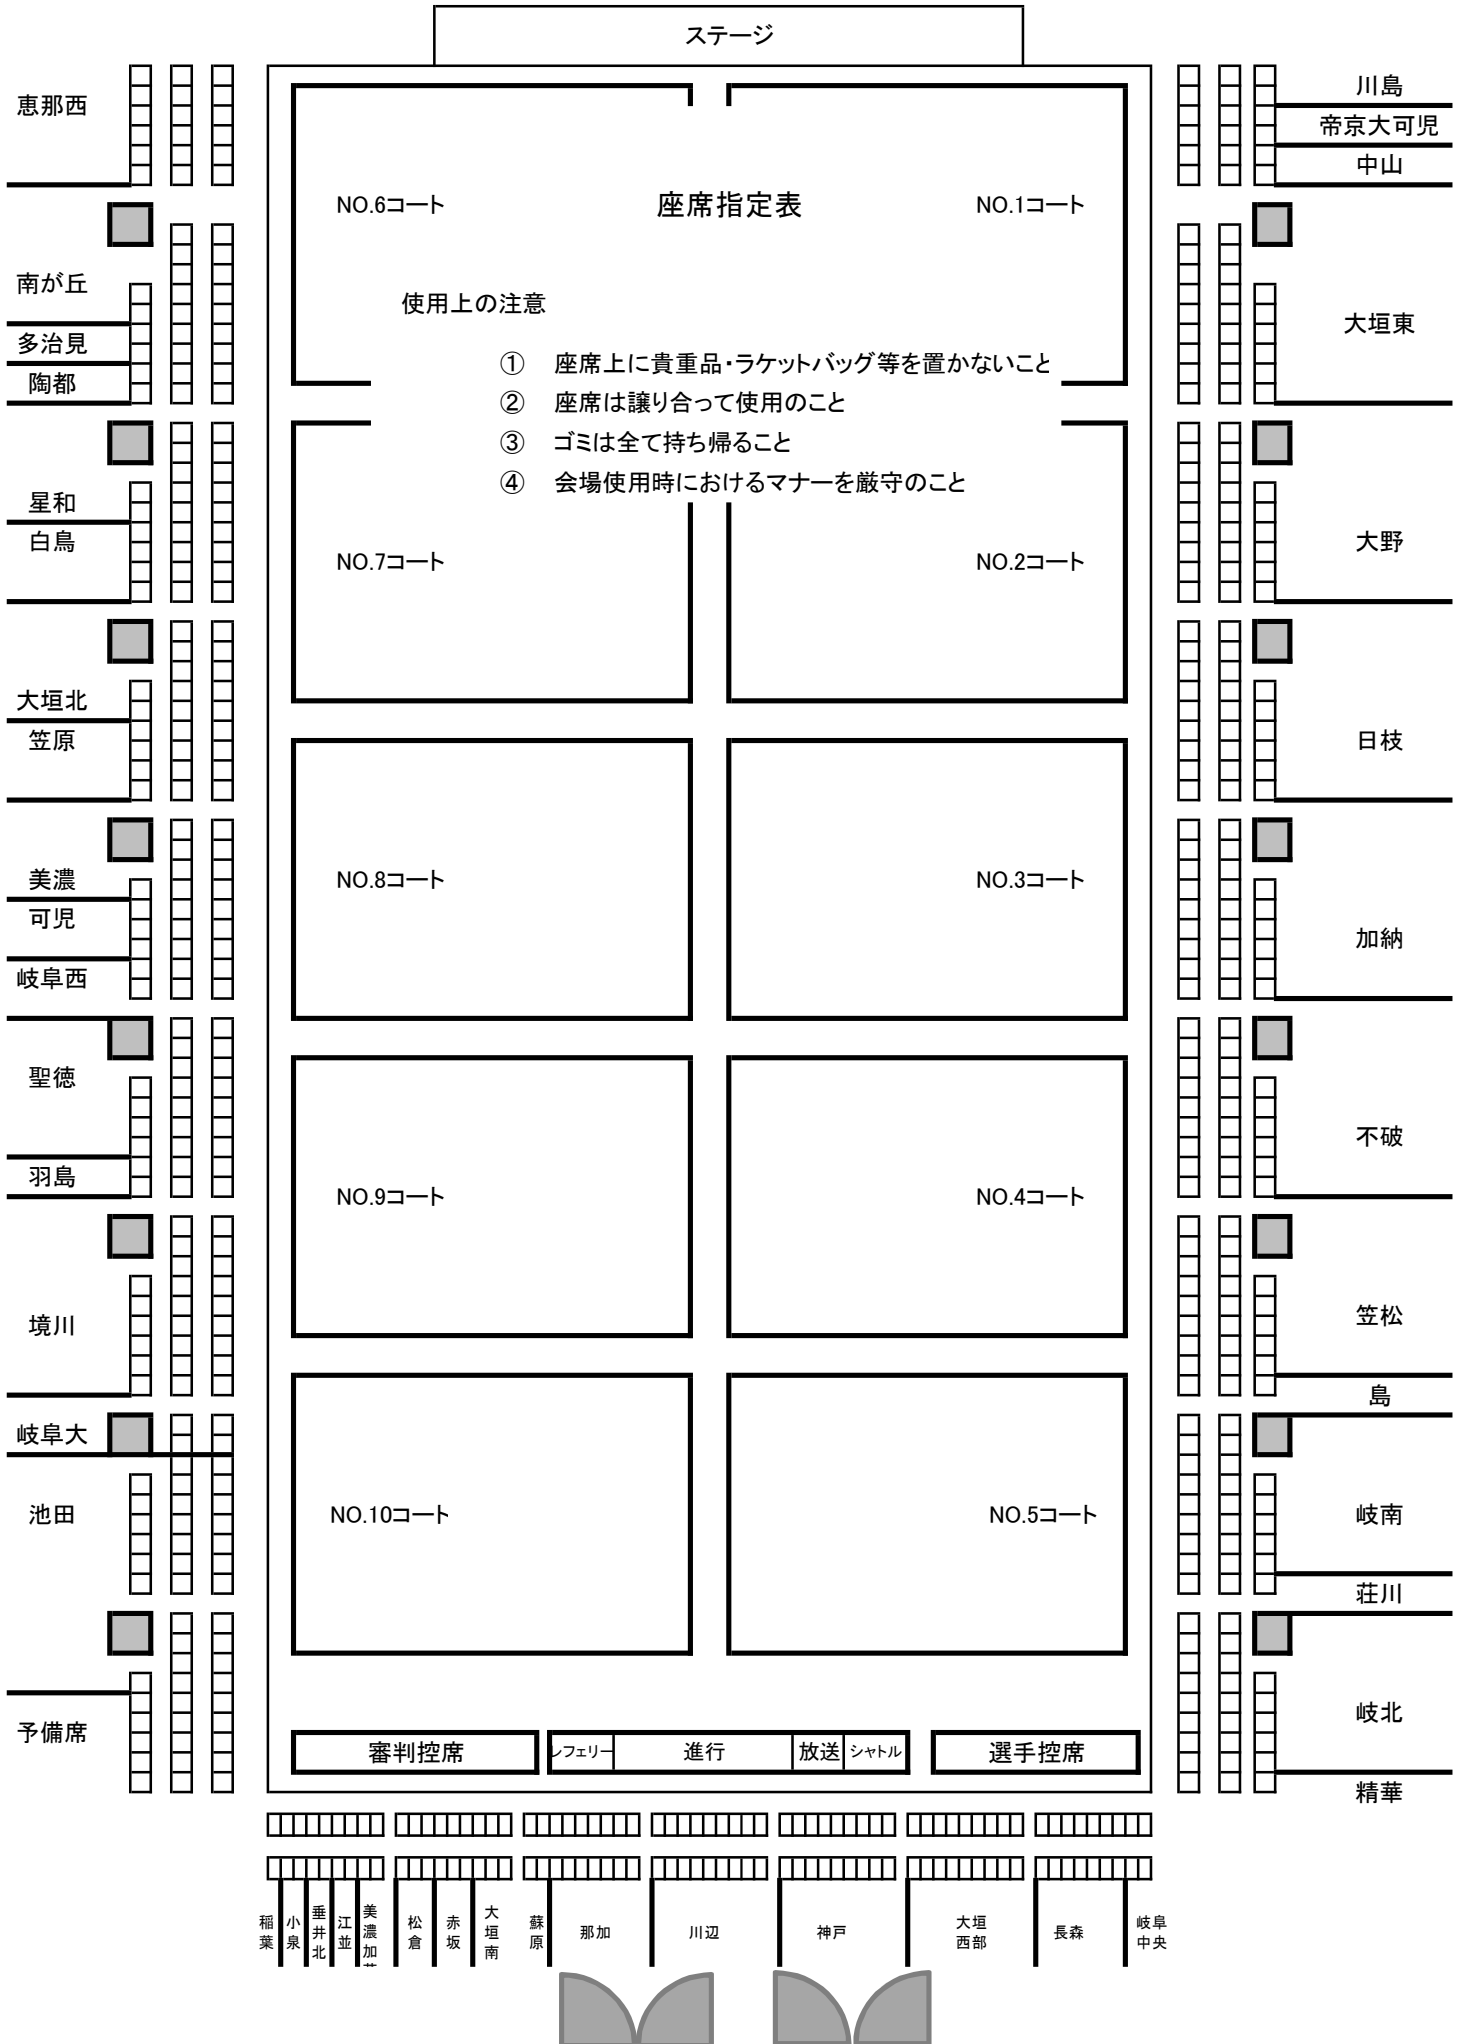 ステージ
恵那西
川島
帝京大可児
中山
NO.6コート
座席指定表
NO.1コート
南が丘
使用上の注意
大垣東
多治見
① 座席上に貴重品・ラケットバッグ等を置かないこと
陶都
② 座席は譲り合って使用のこと
③ ゴミは全て持ち帰ること
④ 会場使用時におけるマナーを厳守のこと
星和
白鳥
NO.7コート
NO.2コート
大野
大垣北
笠原
日枝
美濃
NO.8コート
NO.3コート
可児
加納
岐阜西
聖徳
不破
羽島
NO.9コート
NO.4コート
境川
笠松
島
岐阜大
池田
NO.10コート
NO.5コート
岐南
荘川
岐北
予備席
審判控席
レフェリー
進行
放送
シャトル
選手控席
精華
稲葉
小泉
垂井北
江並
美濃加
松倉
赤坂
大垣南
蘇原
那加
川辺
神戸
大垣
西部
長森
岐阜
中央